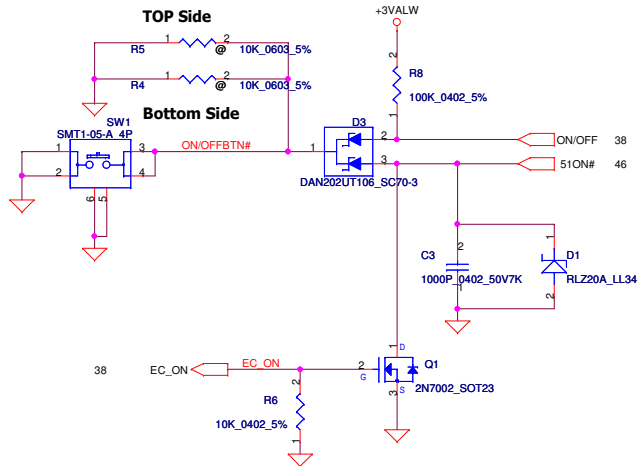 TOP Side
+3VALW
R5
1
2
@
10K_0603_5%
R4
1
2
@
10K_0603_5%
R8
2
1
100K_0402_5%
Bottom Side
SW1
SMT1-05-A_4P
1
2
3
4
6
5
ON/OFFBTN#
D3
1
2
3
DAN202UT106_SC70-3
ON/OFF 38
51ON# 46
C3
2
1
1000P_0402_50V7K
D1
1
2
RLZ20A_LL34
38 EC_ON
EC_ON
2
G
1
D
3
S
Q1
2N7002_SOT23
R6
2
1
10K_0402_5%